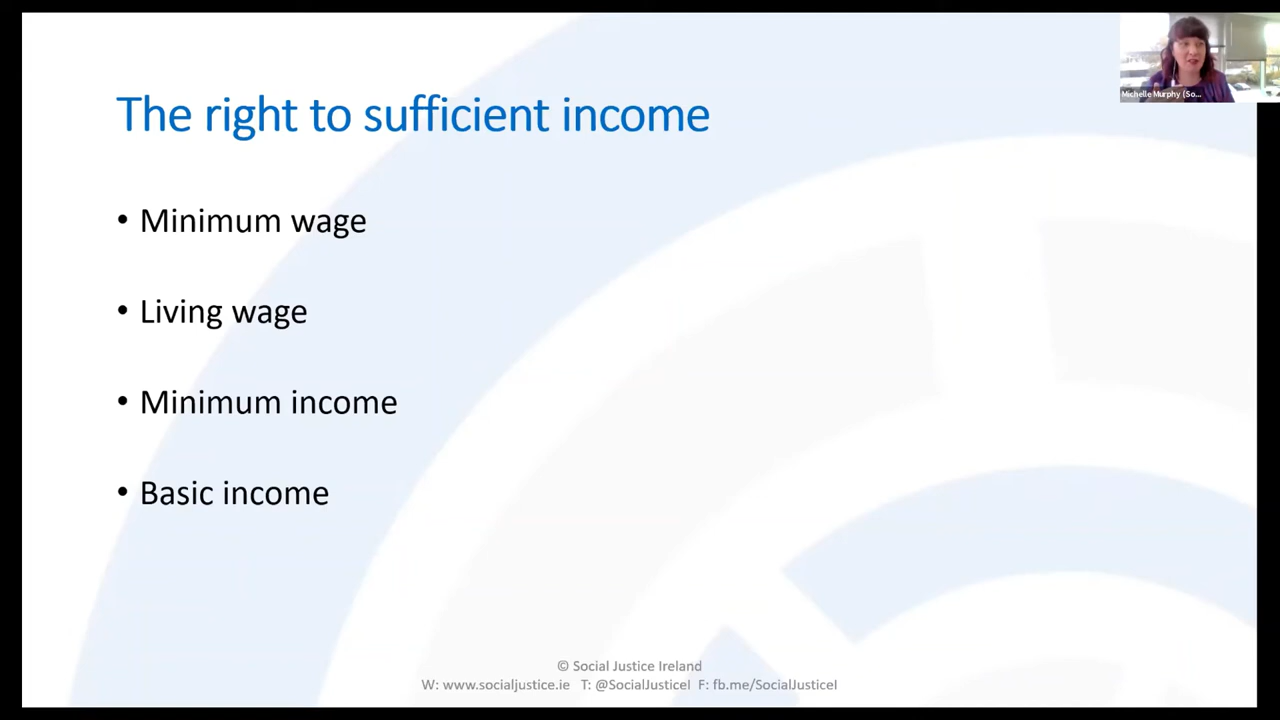 Michelle Murphy (So...
The right to sufficient income
• Minimum wage
• Living wage
• Minimum income
• Basic income
© Social Justice Ireland
W: www.socialjustice.ie T: @SocialJusticeI F: fb.me/SocialJusticeI